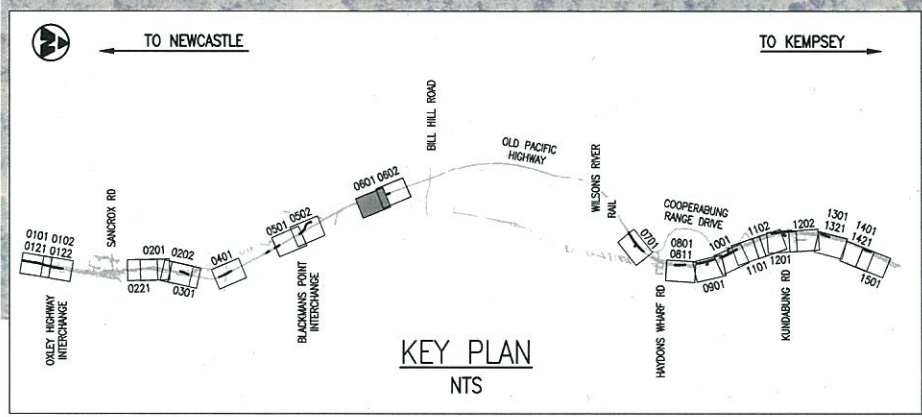 TO NEWCASTLE
TO KEMPSEY
BILL HILL ROAD
OLD PACIFIC
HIGHWAY
WILSONS RIVER
RAIL
SANCROX RD
0601 0602
COOPERABUNG
RANGE DRIVE
0101 0102
0121 0122
0201
0202
0221
0301
0401
0501 0502
0701
0801
0811
0901
1001
1101
1102
1201
1202
1301
1321
1401
1421
1501
OXLEY HIGHWAY
INTERCHANGE
BLACKMANS POINT
INTERCHANGE
HAYDONS WHARF RD
KUNDABUNG RD
KEY PLAN
NTS